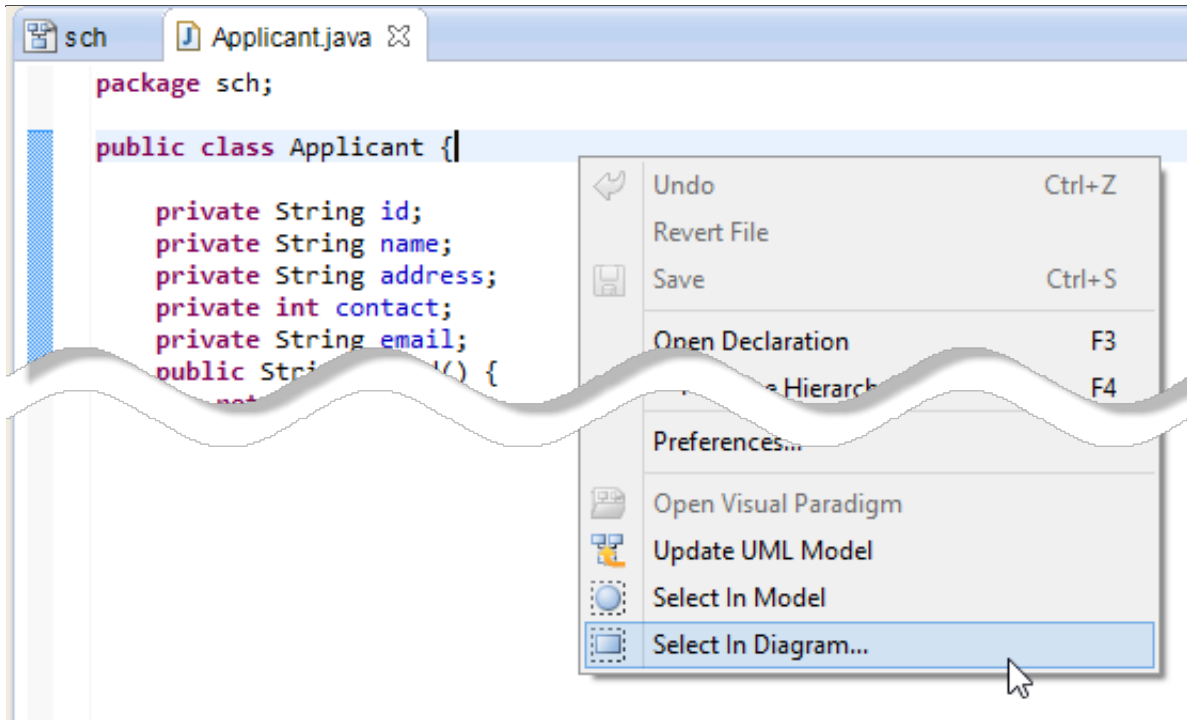 sch
Applicant.java
package sch;
public class Applicant {
private String id;
private String name;
private String address;
private int contact;
private String email;
public
() {
Undo Ctrl+Z
Revert File
Save Ctrl+S
Open Declaration F3
F4
Preferences...
Open Visual Paradigm
Update UML Model
Select In Model
Select In Diagram...